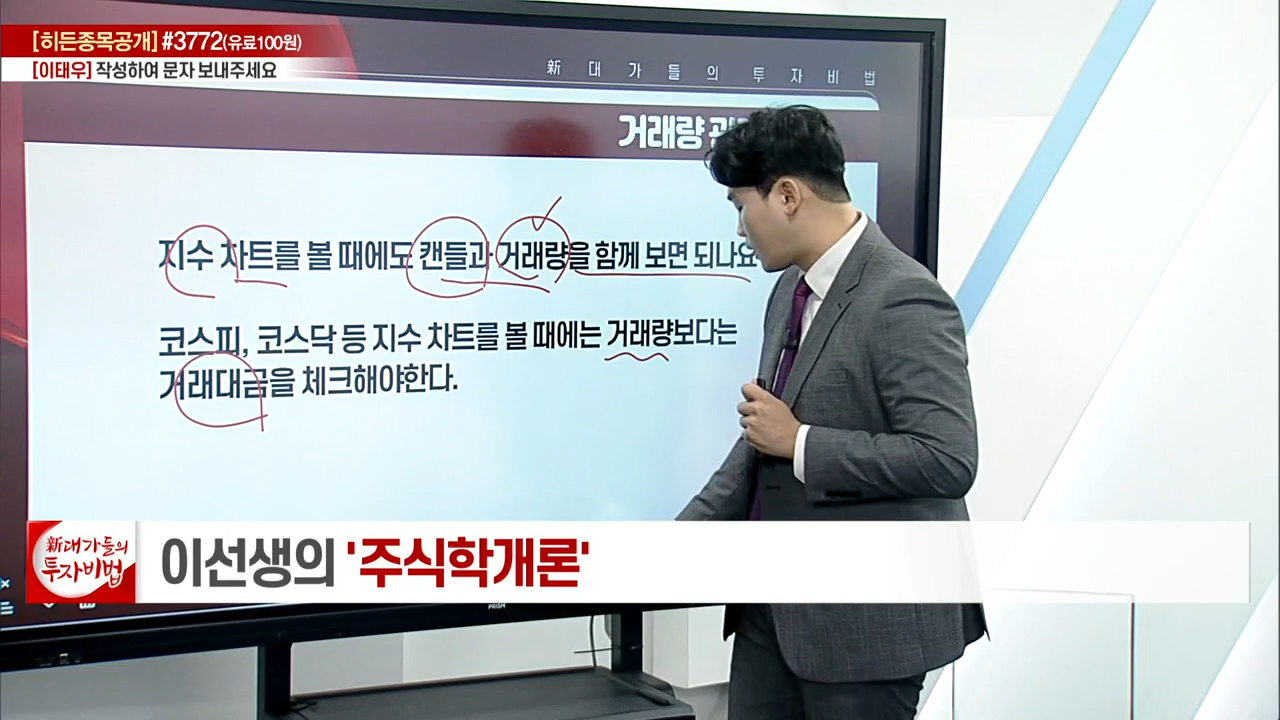 [히든종목공개] #3772(유료100원)
[이태우] 작성하여 문자 보내주세요
新 대 가 들 의 투 자 비 법
거래량
지수 차트를 볼 때에도 캔들과 거래량을 함께 보면 되나요
코스피, 코스닥 등 지수 차트를 볼 때에는 거래량보다는
거래대금을 체크해야한다.
新대가들의
투자비법
이선생의 '주식학개론'
PRISM